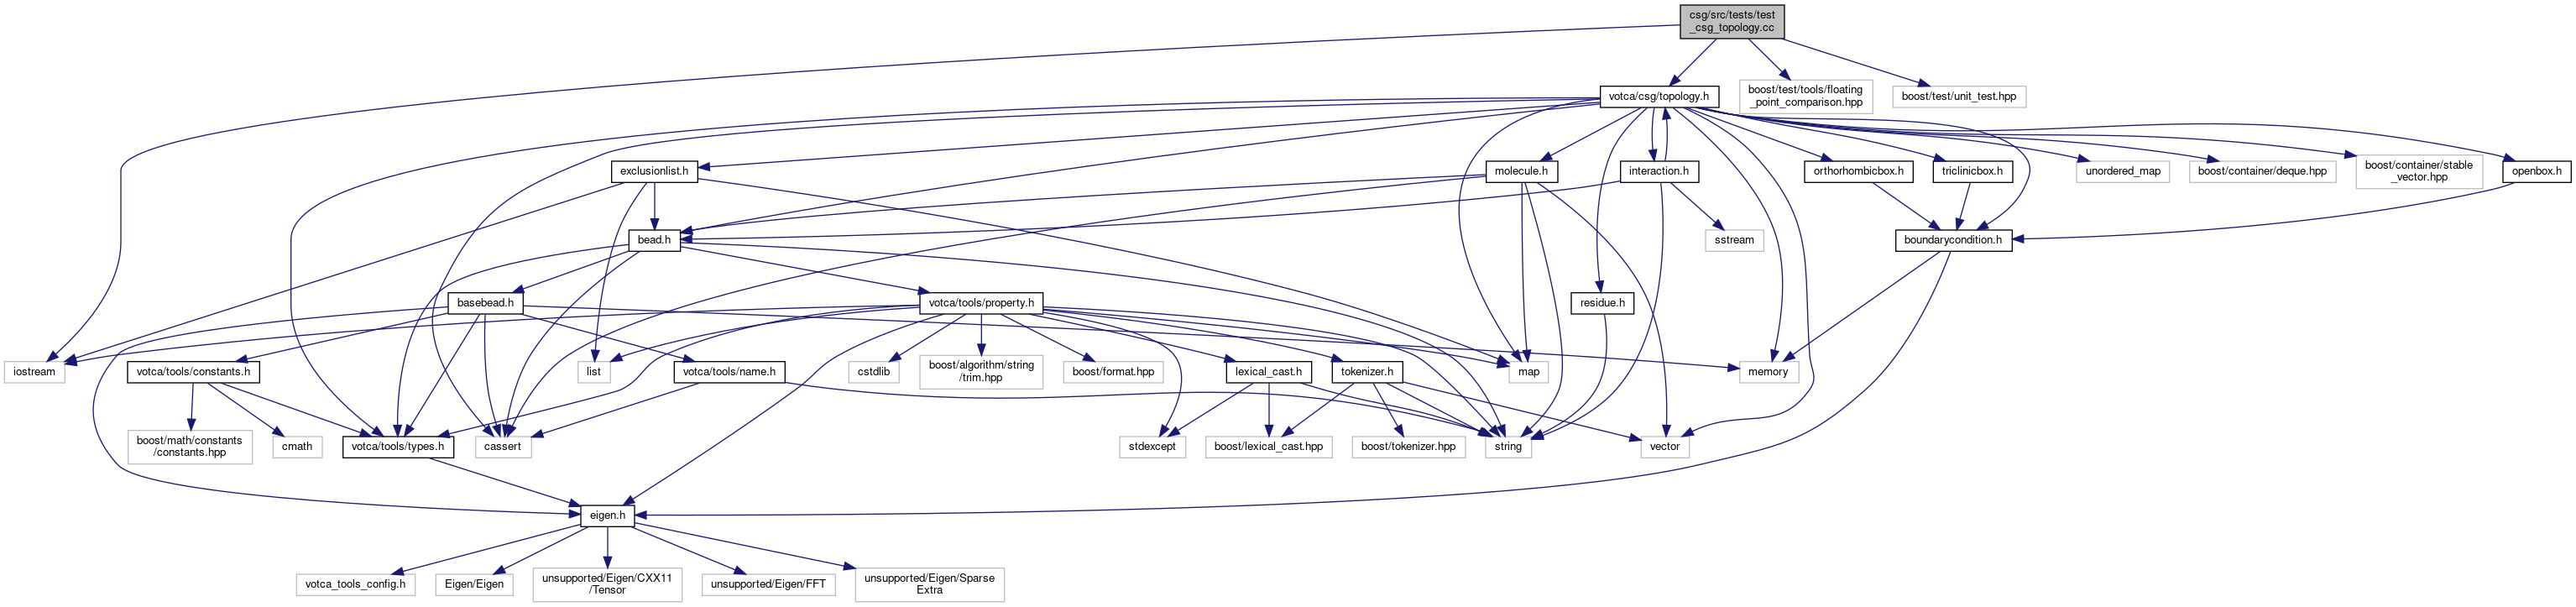 csg/src/tests/test
_csg_topology.cc
votca/csg/topology.h
boost/test/tools/floating
_point_comparison.hpp
boost/test/unit_test.hpp
exclusionlist.h
molecule.h
interaction.h
orthorhombicbox.h
triclinicbox.h
unordered_map
boost/container/deque.hpp
boost/container/stable
_vector.hpp
openbox.h
bead.h
sstream
boundarycondition.h
basebead.h
votca/tools/property.h
residue.h
iostream
votca/tools/constants.h
list
votca/tools/name.h
cstdlib
boost/algorithm/string
/trim.hpp
boost/format.hpp
lexical_cast.h
tokenizer.h
map
memory
boost/math/constants
/constants.hpp
cmath
votca/tools/types.h
cassert
stdexcept
boost/lexical_cast.hpp
boost/tokenizer.hpp
string
vector
eigen.h
votca_tools_config.h
Eigen/Eigen
unsupported/Eigen/CXX11
/Tensor
unsupported/Eigen/FFT
unsupported/Eigen/Sparse
Extra